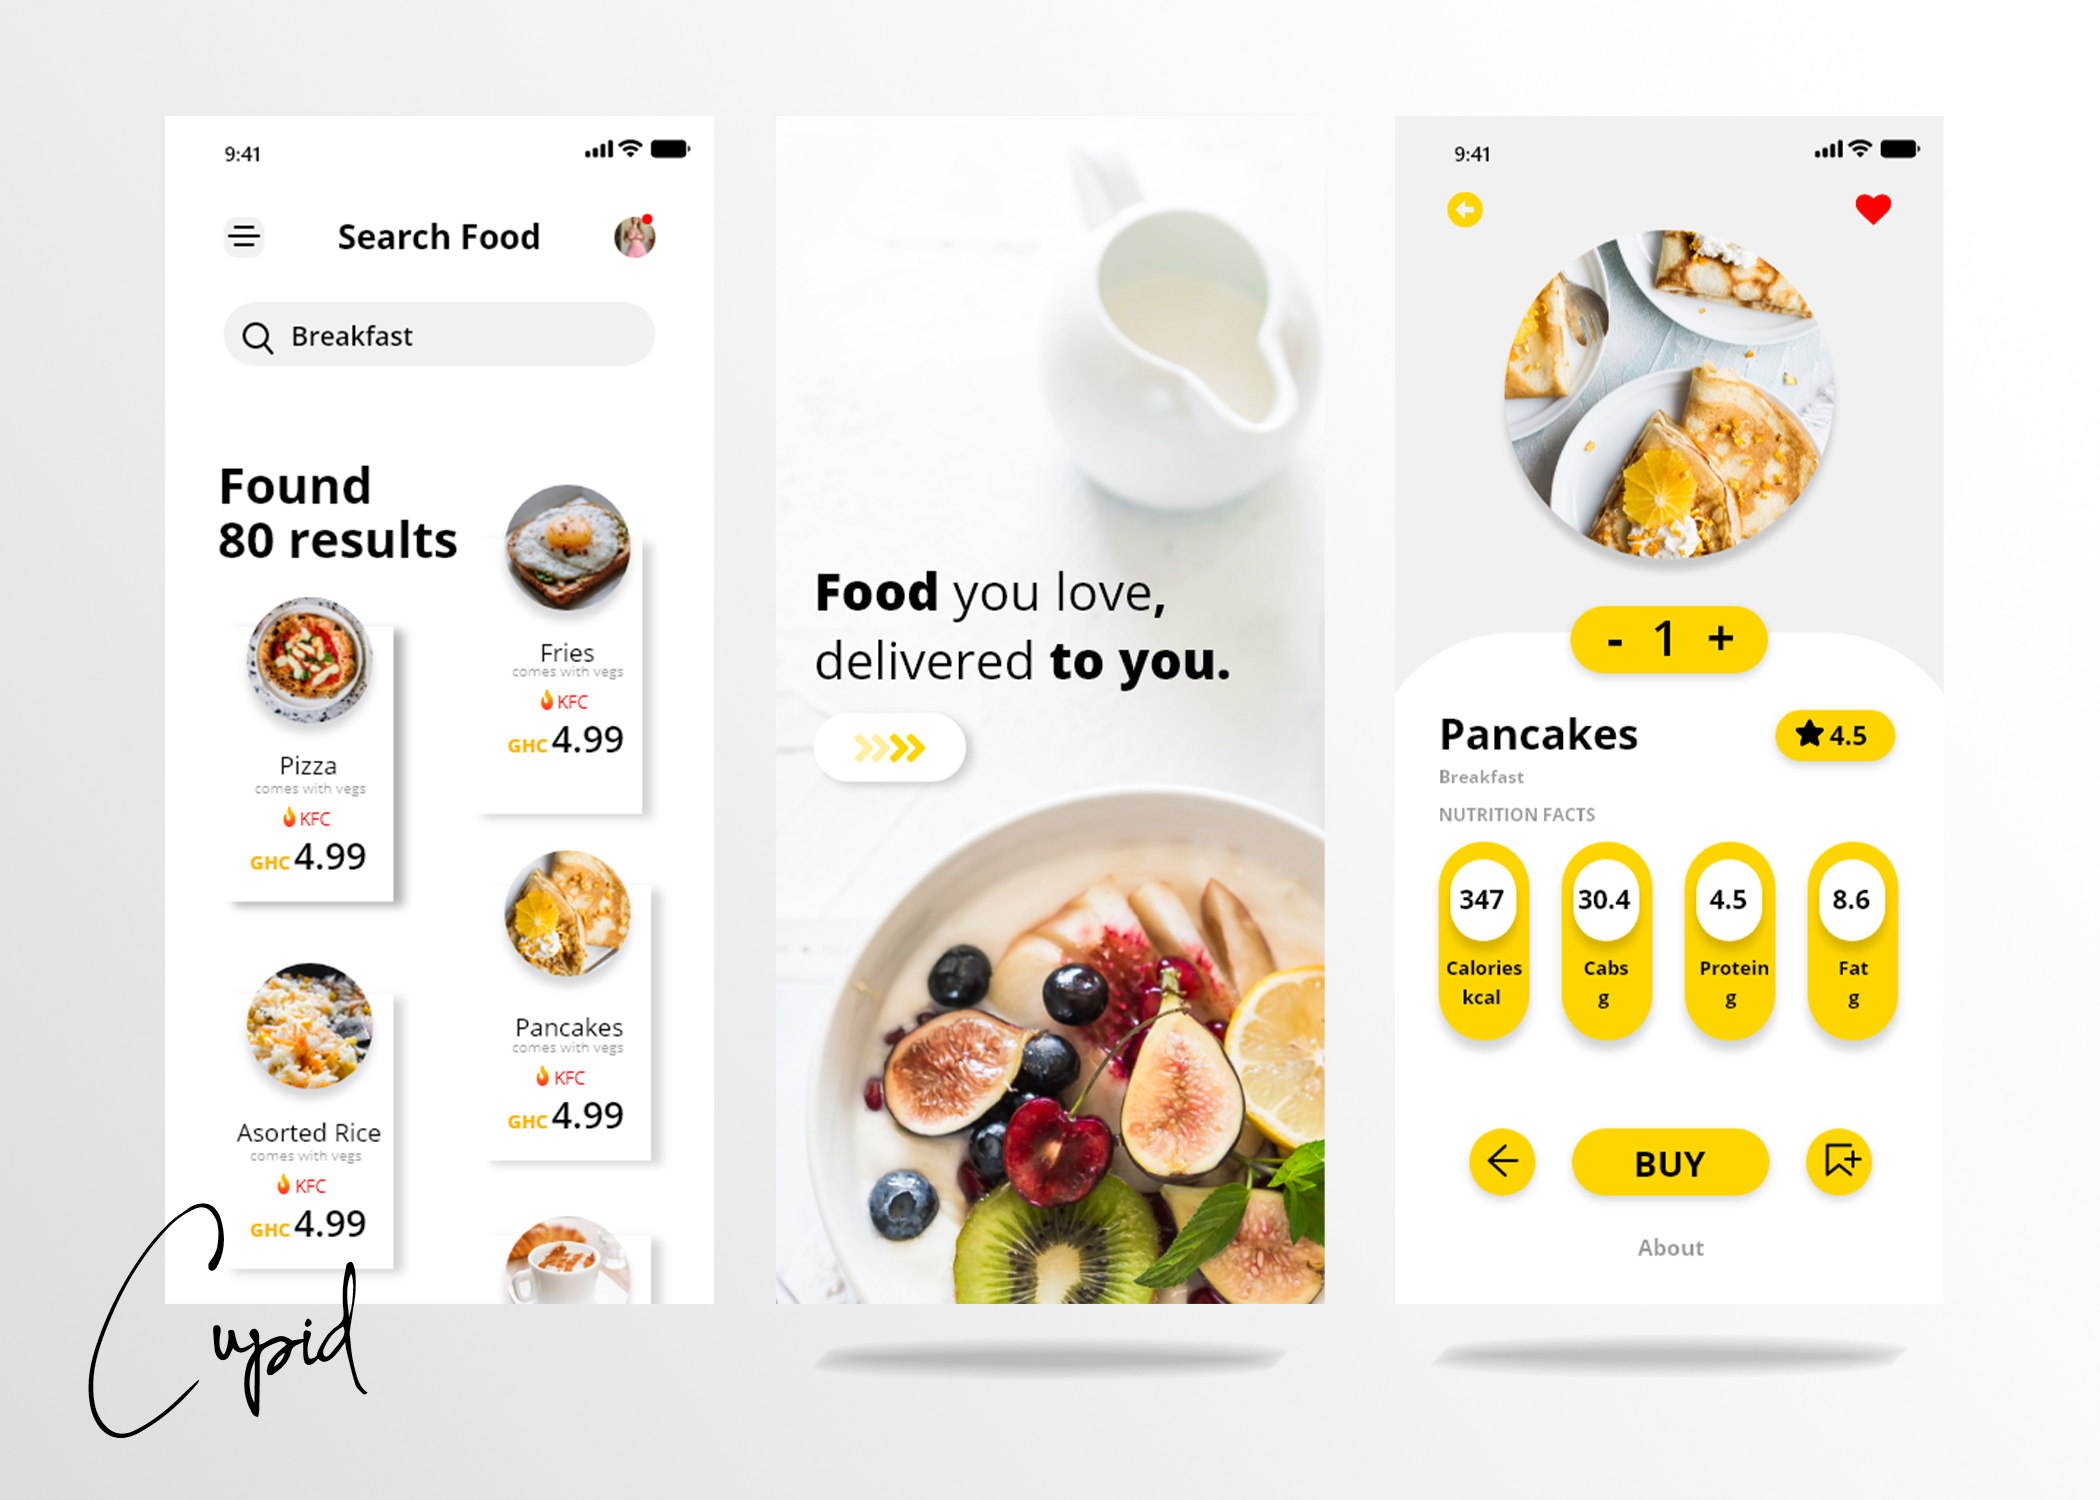 9:41
Search Food
Breakfast
Found
80 results
Fries
comes with vegs
KFC
GHC 4.99
Pizza
comes with vegs
KFC
GHC 4.99
Pancakes
comes with vegs
KFC
GHC 4.99
Asorted Rice
comes with vegs
KFC
GHC 4.99
Cupid
Food you love,
delivered to you.
9:41
- 1 +
Pancakes
4.5
Breakfast
NUTRITION FACTS
347 30.4 4.5 8.6
Calories Cabs Protein Fat
kcal g g g
BUY
About